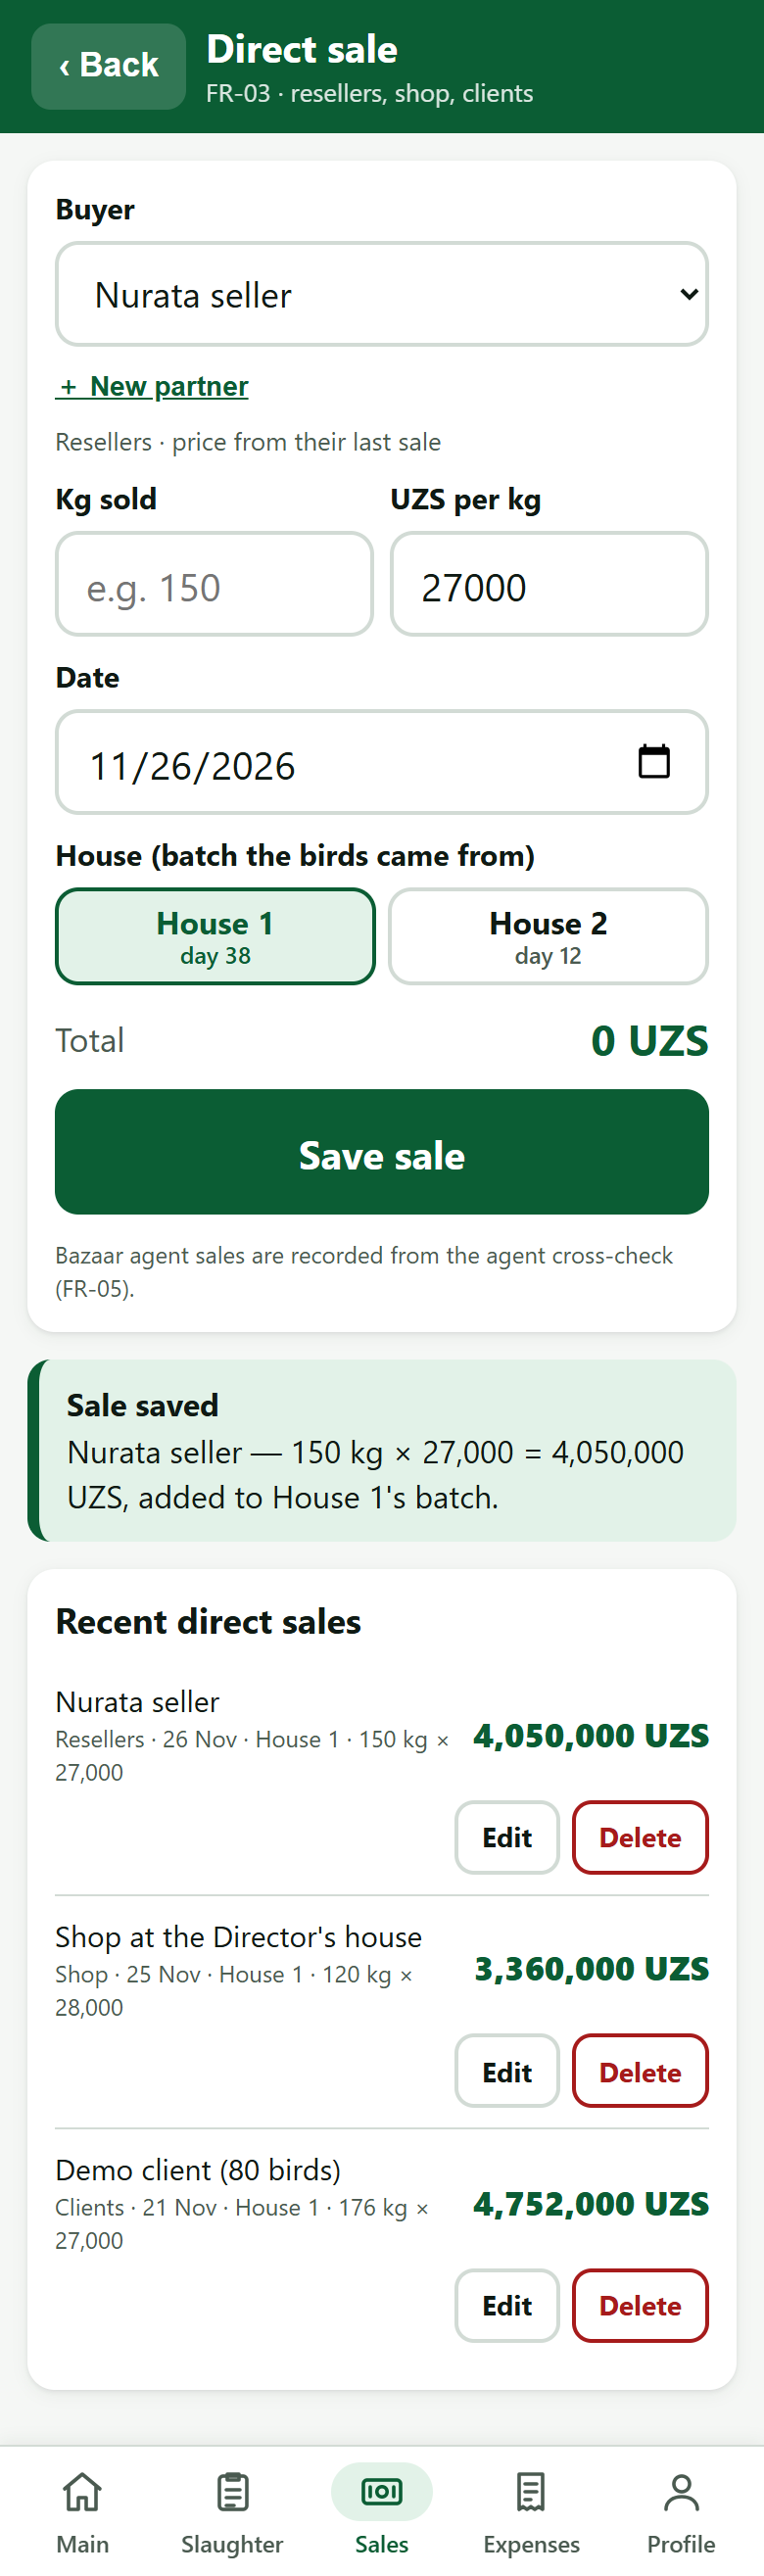 ‹ Back
Direct sale
FR-03 · resellers, shop, clients
Buyer
Nurata seller
+ New partner
Resellers · price from their last sale
Kg sold
UZS per kg
e.g. 150
27000
Date
11/26/2026
House (batch the birds came from)
House 1
day 38
House 2
day 12
Total
0 UZS
Save sale
Bazaar agent sales are recorded from the agent cross-check
(FR-05).
Sale saved
Nurata seller — 150 kg × 27,000 = 4,050,000
UZS, added to House 1's batch.
Recent direct sales
Nurata seller
Resellers · 26 Nov · House 1 · 150 kg ×
27,000
4,050,000 UZS
Edit
Delete
Shop at the Director's house
Shop · 25 Nov · House 1 · 120 kg ×
28,000
3,360,000 UZS
Edit
Delete
Demo client (80 birds)
Clients · 21 Nov · House 1 · 176 kg ×
27,000
4,752,000 UZS
Edit
Delete
Main
Slaughter
Sales
Expenses
Profile